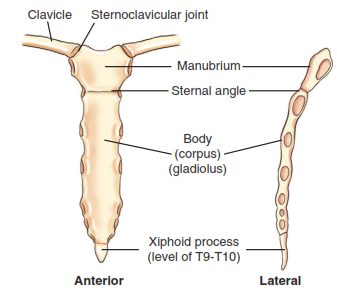 Clavicle
Sternoclavicular joint
Manubrium
Sternal angle
Body
(corpus)
(gladiolus)
Xiphoid process
(level of T9-T10)
Anterior
Lateral